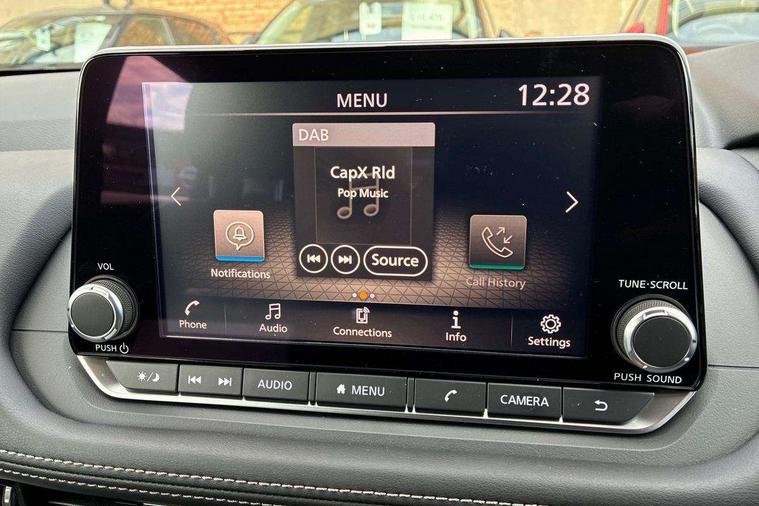 MENU
12:28
DAB
CapX Rld
Pop Music
Source
Notifications
Call History
Phone
Audio
Connections
Info
Settings
VOL
PUSH
TUNE·SCROLL
PUSH SOUND
AUDIO
MENU
CAMERA